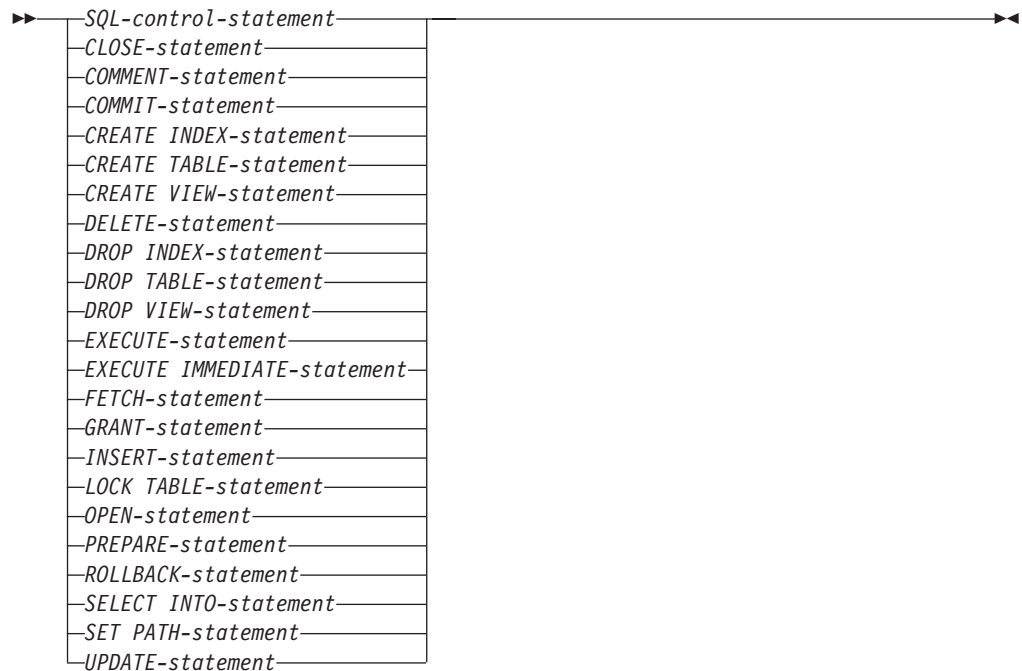 SQL-control-statement
CLOSE-statement
COMMENT-statement
COMMIT-statement
CREATE INDEX-statement
CREATE TABLE-statement
CREATE VIEW-statement
DELETE-statement
DROP INDEX-statement
DROP TABLE-statement
DROP VIEW-statement
EXECUTE-statement
EXECUTE IMMEDIATE-statement
FETCH-statement
GRANT-statement
INSERT-statement
LOCK TABLE-statement
OPEN-statement
PREPARE-statement
ROLLBACK-statement
SELECT INTO-statement
SET PATH-statement
UPDATE-statement